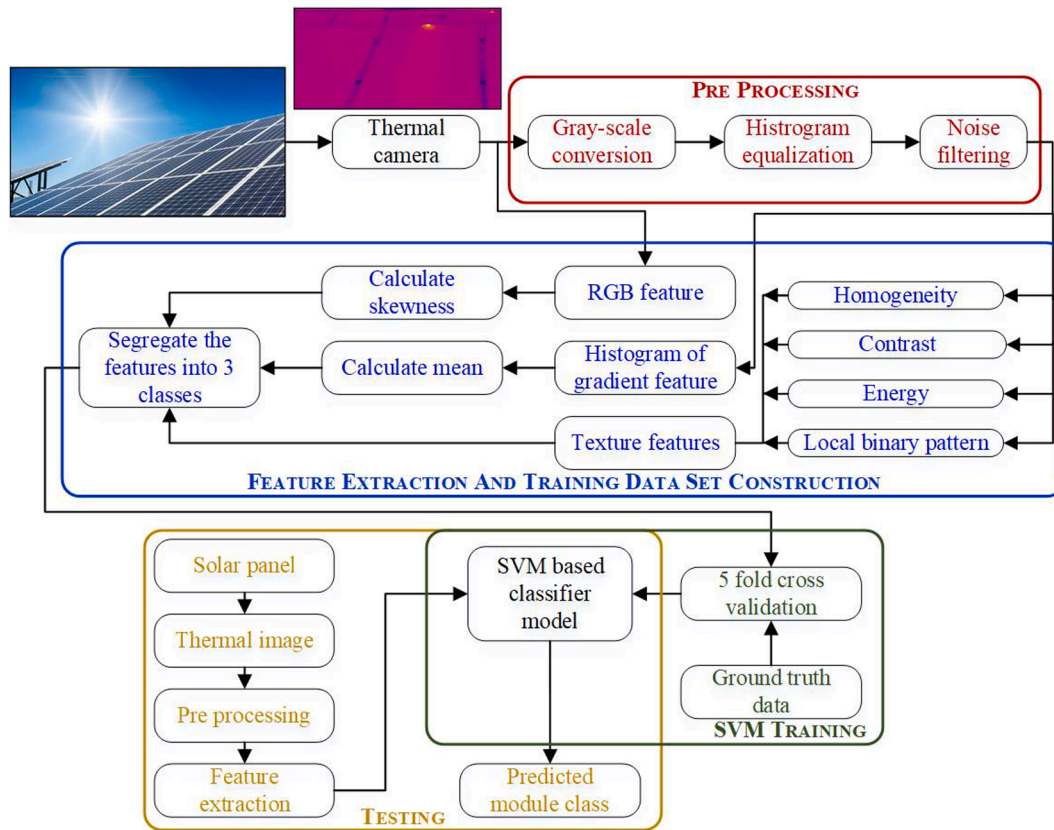 PRE PROCESSING
Thermal
camera
Gray-scale
conversion
Histrogram
equalization
Noise
filtering
Calculate
skewness
RGB feature
Homogeneity
Segregate the
features into 3
classes
Calculate mean
Histogram of
gradient feature
Contrast
Energy
Texture features
Local binary pattern
FEATURE EXTRACTION AND TRAINING DATA SET CONSTRUCTION
Solar panel
Thermal image
Pre processing
Feature
extraction
SVM based
classifier
model
5 fold cross
validation
Ground truth
data
SVM TRAINING
Predicted
module class
TESTING